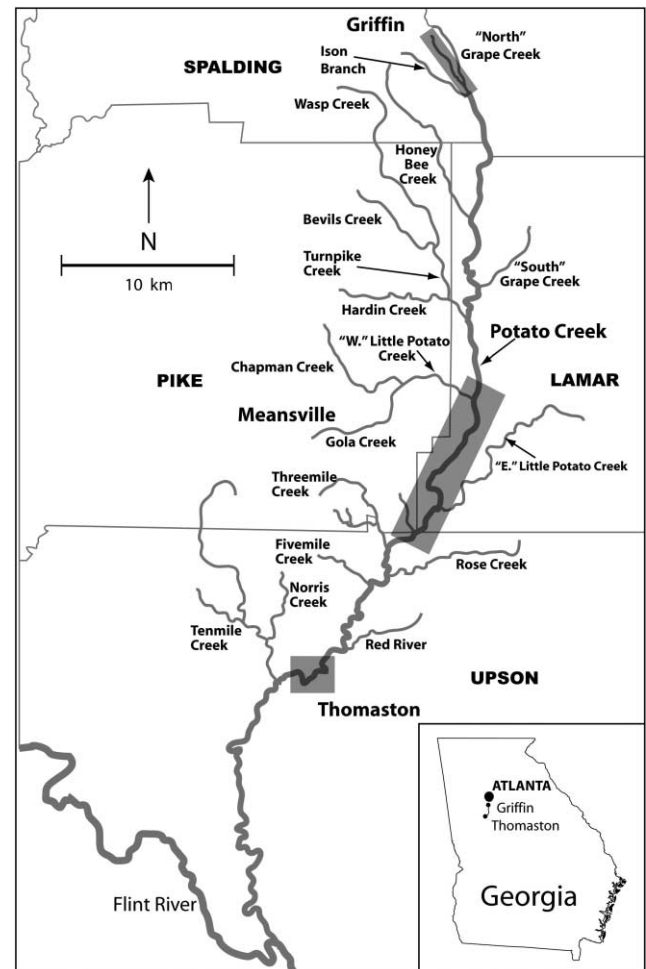 Griffin
"North"
Grape Creek
Ison
Branch
SPALDING
Wasp Creek
Honey
Bee
Creek
Bevils Creek
N
10 km
Turnpike
Creek
"South"
Grape Creek
Hardin Creek
Potato Creek
"W." Little Potato
Creek
Chapman Creek
PIKE
LAMAR
Meansville
Gola Creek
"E." Little Potato Creek
Threemile
Creek
Fivemile
Creek
Rose Creek
Norris
Creek
Tenmile
Creek
Red River
UPSON
Thomaston
ATLANTA
Griffin
Thomaston
Georgia
Flint River